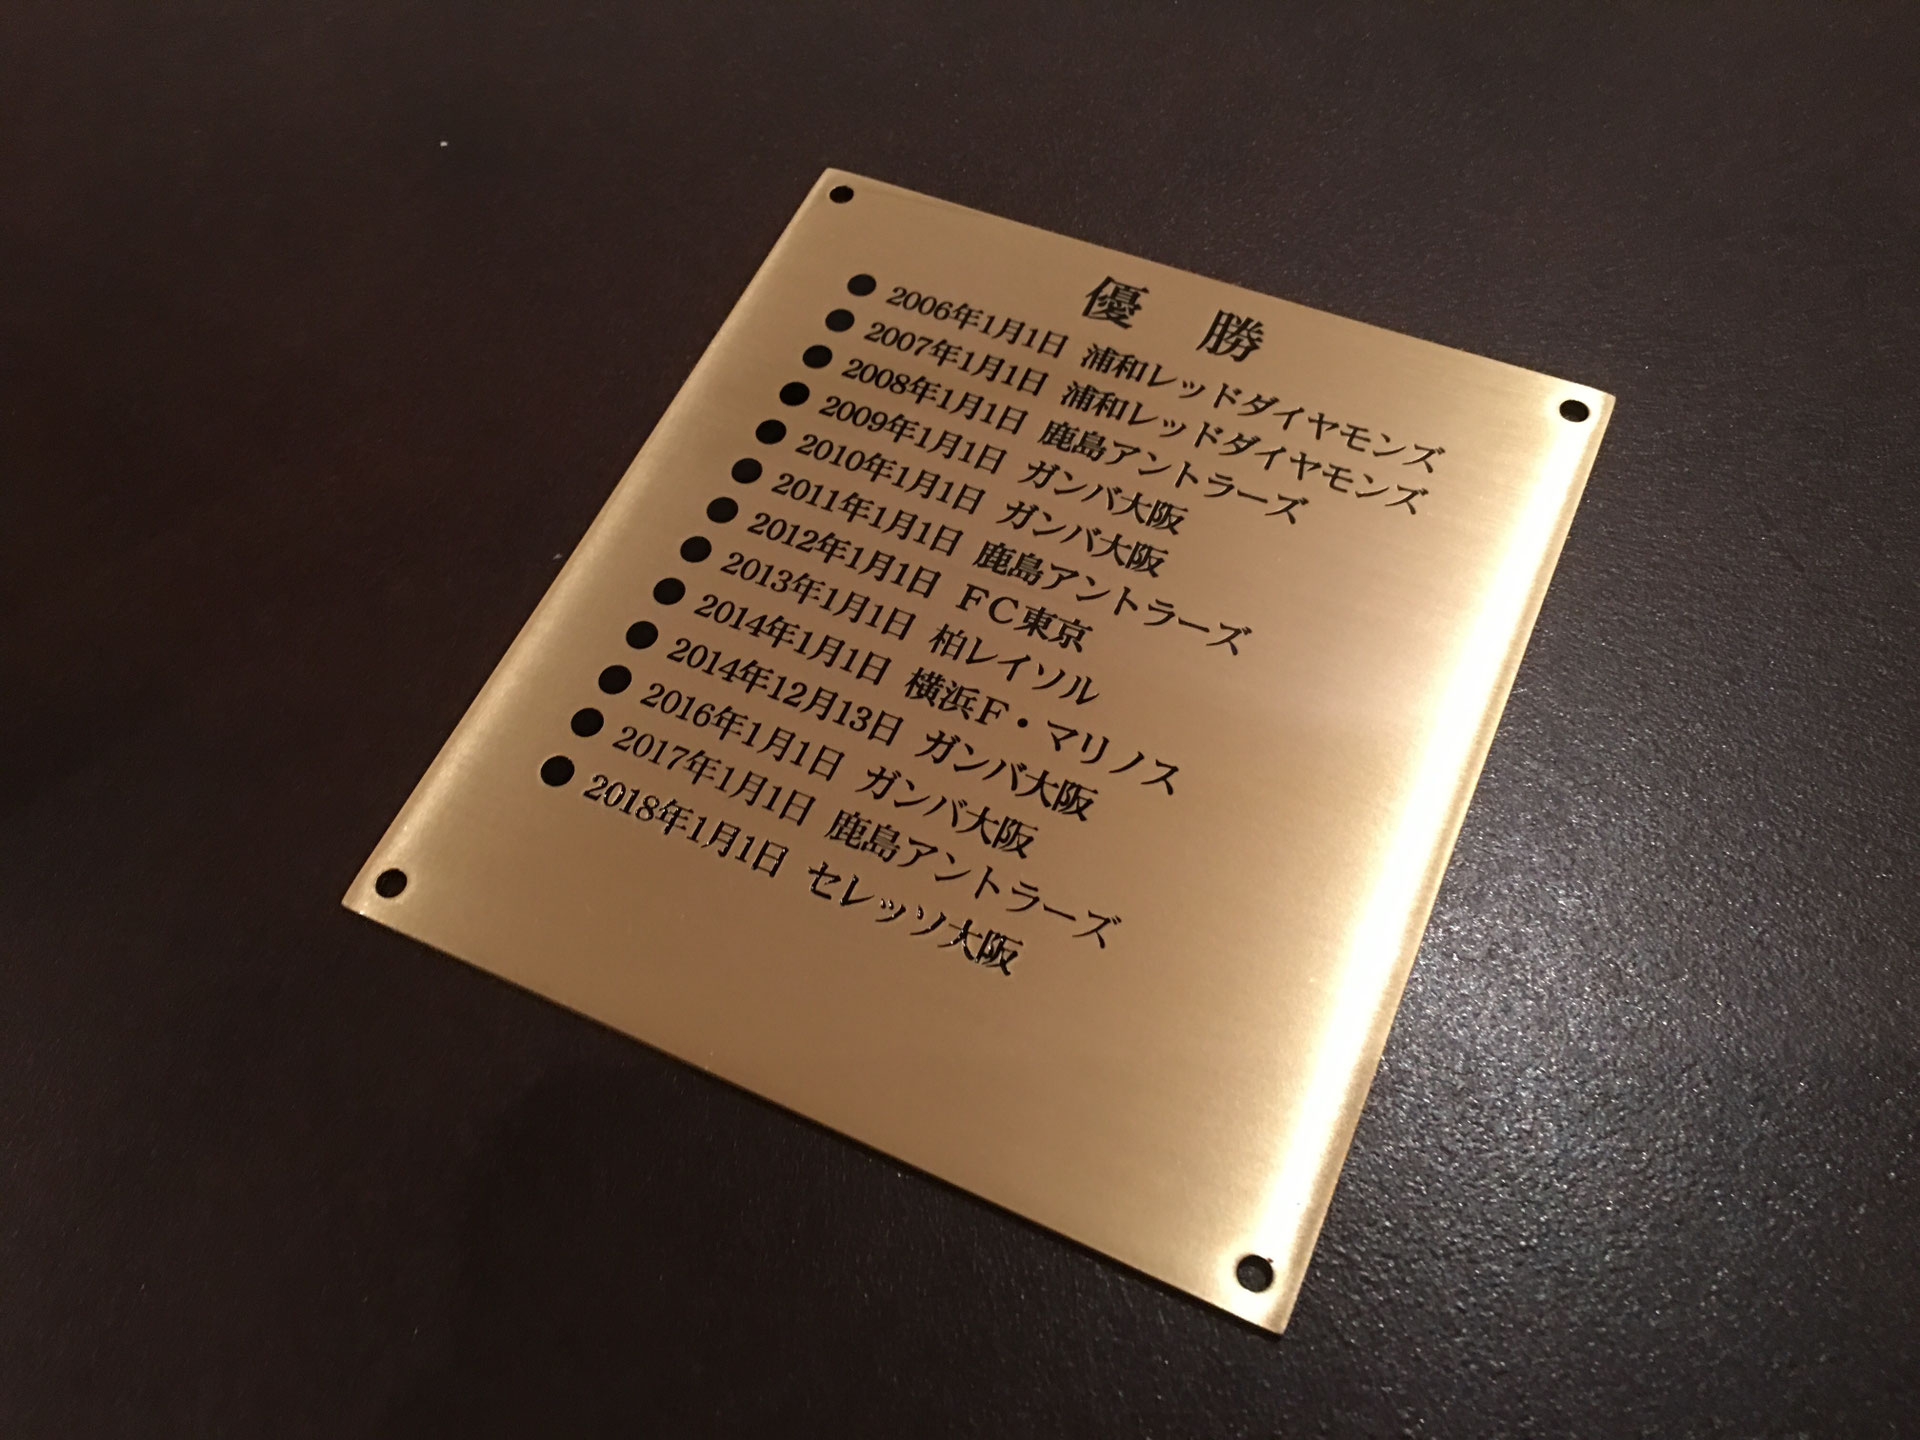 優　勝
●2006年1月1日 浦和レッドダイヤモンズ
●2007年1月1日 浦和レッドダイヤモンズ
●2008年1月1日 鹿島アントラーズ
●2009年1月1日 ガンバ大阪
●2010年1月1日 ガンバ大阪
●2011年1月1日 鹿島アントラーズ
●2012年1月1日 ＦＣ東京
●2013年1月1日 柏レイソル
●2014年1月1日 横浜Ｆ・マリノス
●2014年12月13日 ガンバ大阪
●2016年1月1日 ガンバ大阪
●2017年1月1日 鹿島アントラーズ
●2018年1月1日 セレッソ大阪